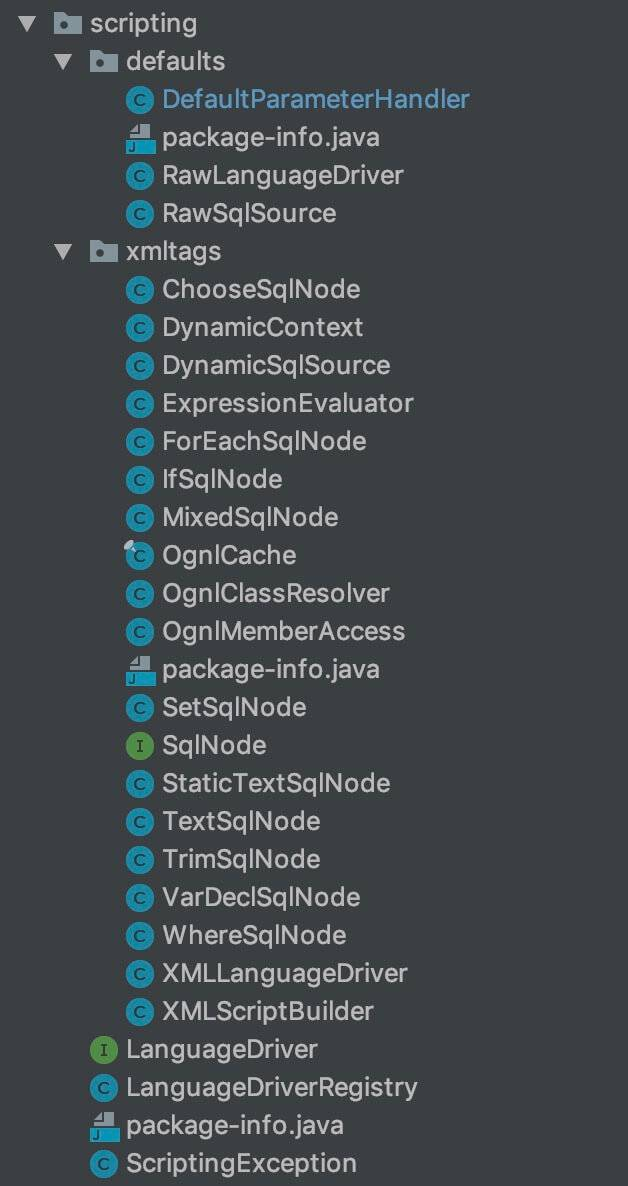 scripting
defaults
DefaultParameterHandler
package-info.java
RawLanguageDriver
RawSqlSource
xmltags
ChooseSqlNode
DynamicContext
DynamicSqlSource
ExpressionEvaluator
ForEachSqlNode
IfSqlNode
MixedSqlNode
OgnlCache
OgnlClassResolver
OgnlMemberAccess
package-info.java
SetSqlNode
SqlNode
StaticTextSqlNode
TextSqlNode
TrimSqlNode
VarDeclSqlNode
WhereSqlNode
XMLLanguageDriver
XMLScriptBuilder
LanguageDriver
LanguageDriverRegistry
package-info.java
ScriptingException